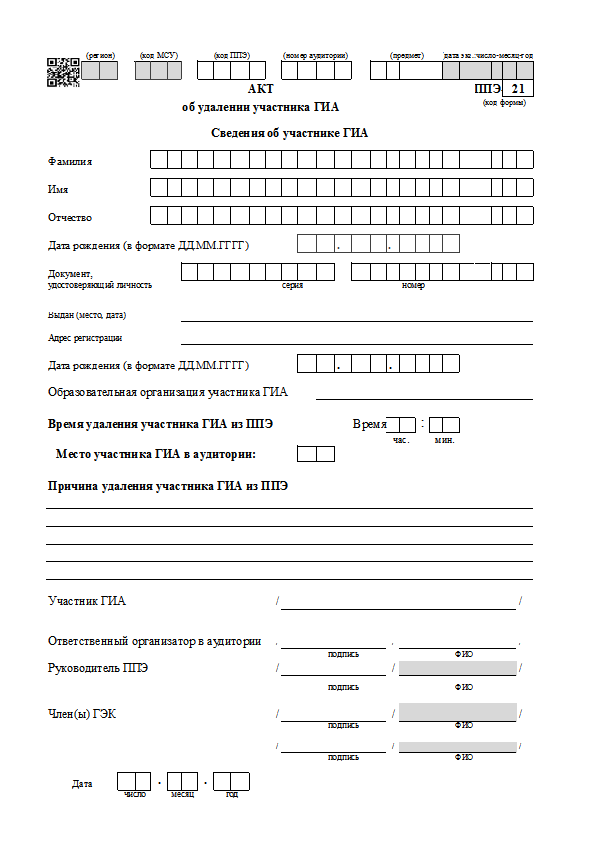 (регион) (код МСУ) (код ППЭ) (номер аудитории) (предмет) дата экз.:число-месяц-год
АКТ ППЭ 21
(код формы)
об удалении участника ГИА
Сведения об участнике ГИА
Фамилия
Имя
Отчество
Дата рождения (в формате ДД.ММ.ГГГГ) . .
Документ,
удостоверяющий личность серия номер
Выдан (место, дата)
Адрес регистрации
Дата рождения (в формате ДД.ММ.ГГГГ) . .
Образовательная организация участника ГИА
Время удаления участника ГИА из ППЭ Время :
час. мин.
Место участника ГИА в аудитории:
Причина удаления участника ГИА из ППЭ
Участник ГИА / /
Ответственный организатор в аудитории . . .
подпись ФИО
Руководитель ППЭ / / /
подпись ФИО
Член(ы) ГЭК / / /
подпись ФИО
/ / /
подпись ФИО
Дата . .
число месяц год